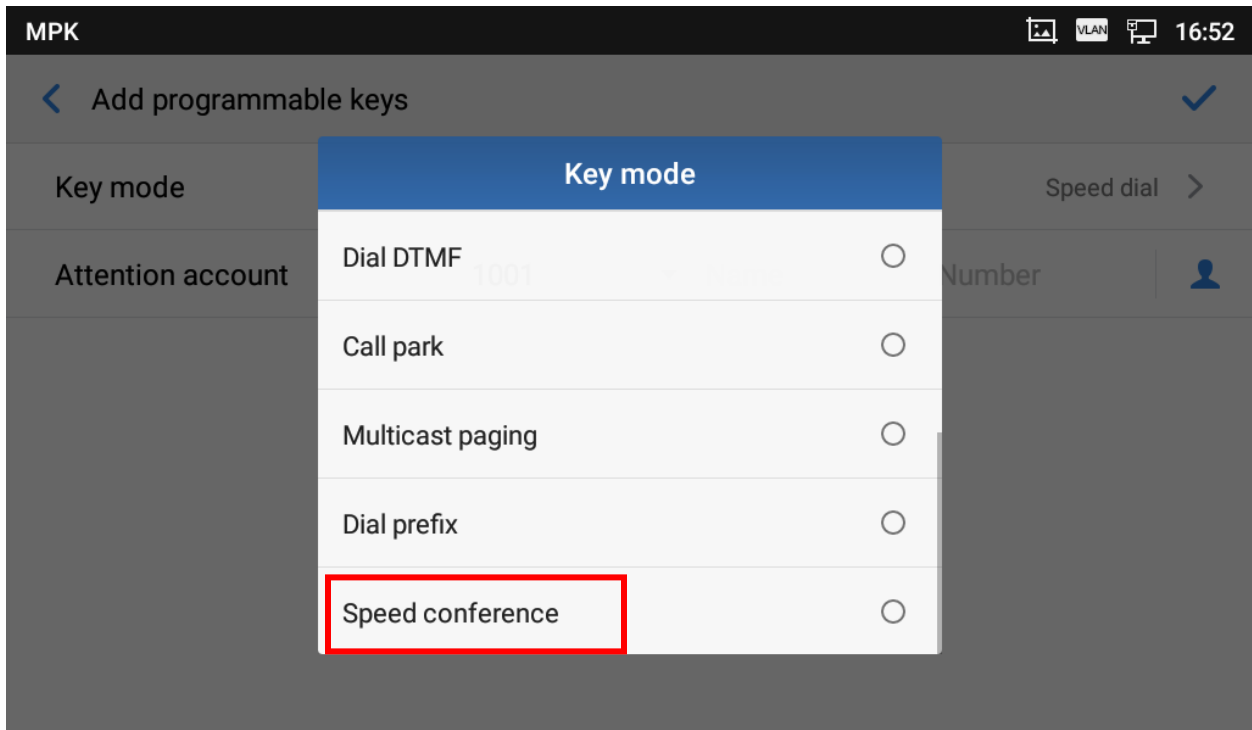 MPK VLAN 16:52
Add programmable keys
Key mode
Key mode Speed dial
Attention account 1001 Number
Dial DTMF
Call park
Multicast paging
Dial prefix
Speed conference